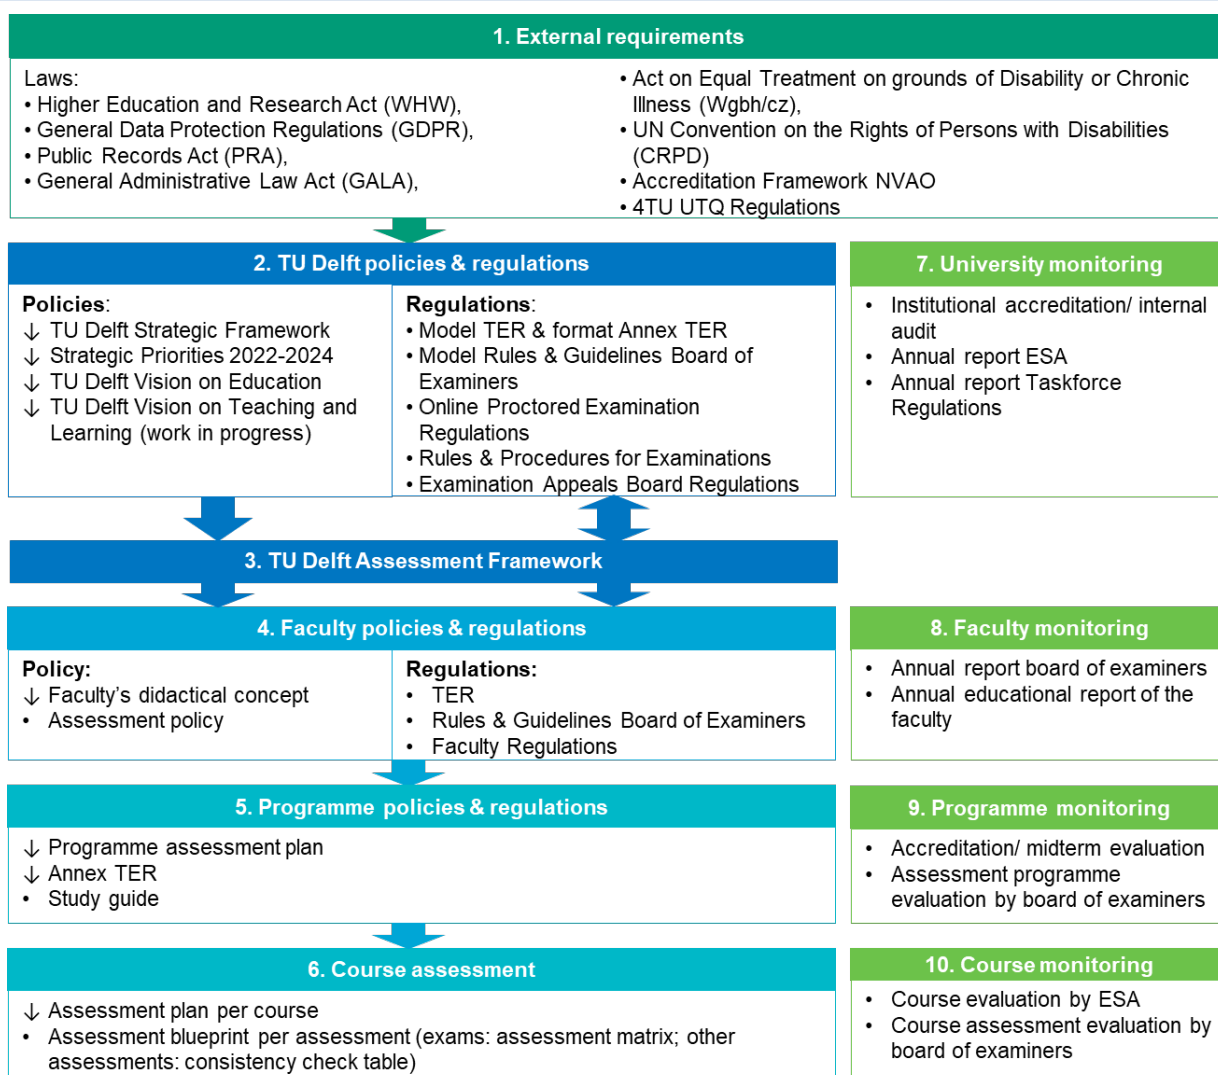 1. External requirements
Laws:
• Higher Education and Research Act (WHW),
• General Data Protection Regulations (GDPR),
• Public Records Act (PRA),
• General Administrative Law Act (GALA),
• Act on Equal Treatment on grounds of Disability or Chronic
Illness (Wgbh/cz),
• UN Convention on the Rights of Persons with Disabilities
(CRPD)
• Accreditation Framework NVAO
• 4TU UTQ Regulations
2. TU Delft policies & regulations
Policies:
↓ TU Delft Strategic Framework
↓ Strategic Priorities 2022-2024
↓ TU Delft Vision on Education
↓ TU Delft Vision on Teaching and
Learning (work in progress)
Regulations:
• Model TER & format Annex TER
• Model Rules & Guidelines Board of
Examiners
• Online Proctored Examination
Regulations
• Rules & Procedures for Examinations
• Examination Appeals Board Regulations
7. University monitoring
• Institutional accreditation/ internal
audit
• Annual report ESA
• Annual report Taskforce
Regulations
3. TU Delft Assessment Framework
4. Faculty policies & regulations
Policy:
↓ Faculty's didactical concept
• Assessment policy
Regulations:
• TER
• Rules & Guidelines Board of Examiners
• Faculty Regulations
8. Faculty monitoring
• Annual report board of examiners
• Annual educational report of the
faculty
5. Programme policies & regulations
↓ Programme assessment plan
↓ Annex TER
• Study guide
9. Programme monitoring
• Accreditation/ midterm evaluation
• Assessment programme
evaluation by board of examiners
6. Course assessment
↓ Assessment plan per course
• Assessment blueprint per assessment (exams: assessment matrix; other
assessments: consistency check table)
10. Course monitoring
• Course evaluation by ESA
• Course assessment evaluation by
board of examiners